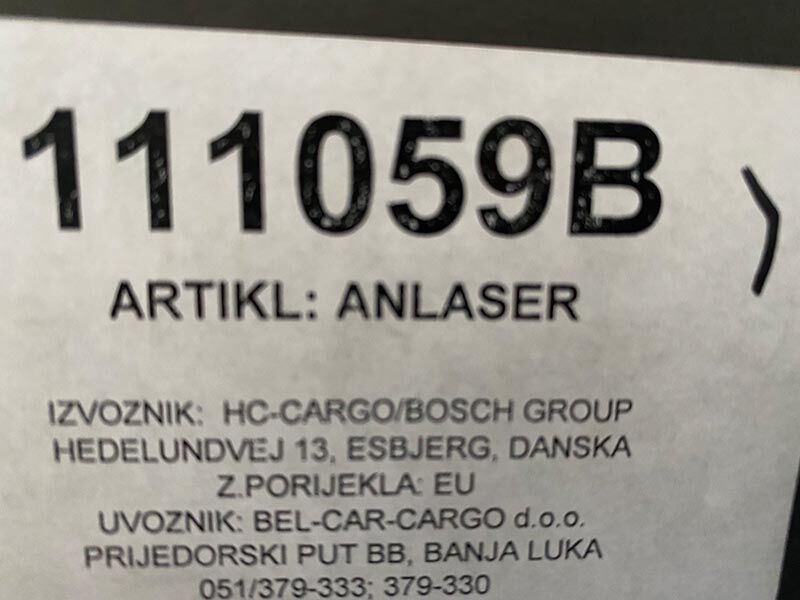 111059B
ARTIKL: ANLASER
IZVOZNIK: HC-CARGO/BOSCH GROUP
HEDELUNDVEJ 13, ESBJERG, DANSKA
Z.PORIJEKLA: EU
UVOZNIK: BEL-CAR-CARGO d.o.o.
PRIJEDORSKI PUT BB, BANJA LUKA
051/379-333; 379-330